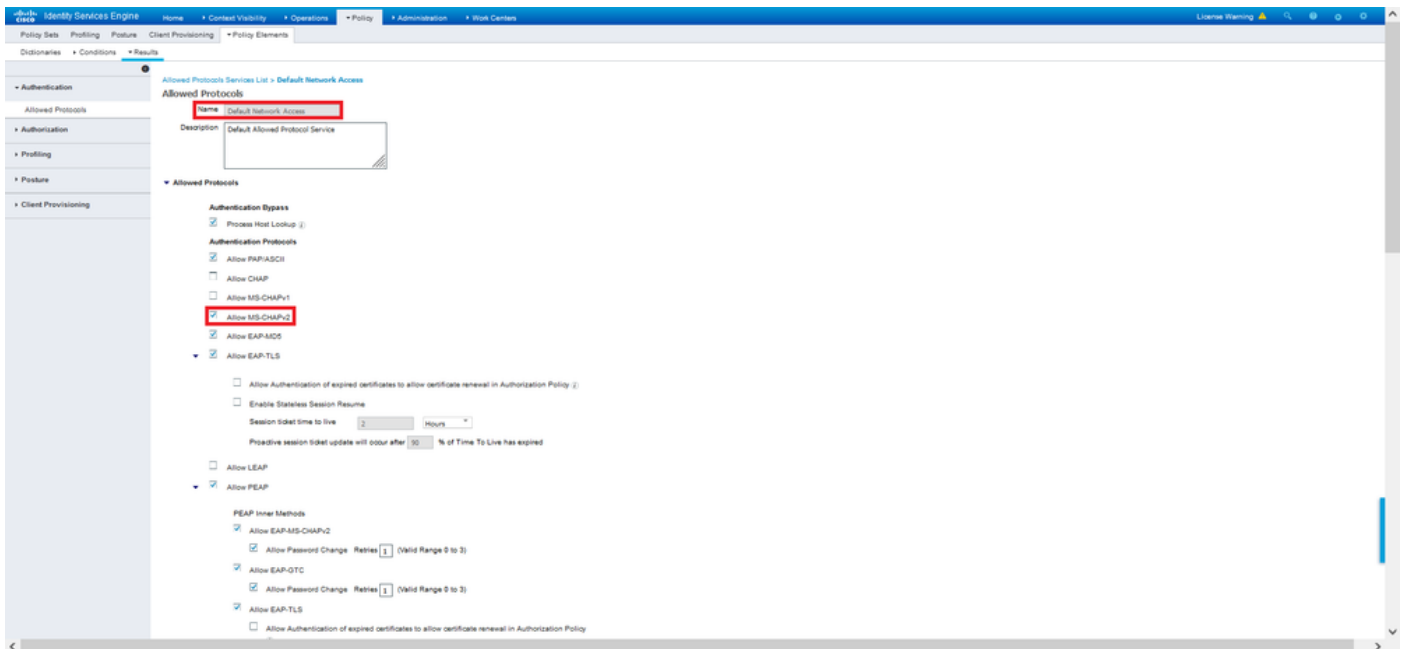 cisco Identity Services Engine Home Context Visibility Operations Policy Administration Work Centers License Warning
Policy Sets Profiling Posture Client Provisioning Policy Elements
Dictionaries Conditions Results
Authentication
Allowed Protocols
Authorization
Profiling
Posture
Client Provisioning
Allowed Protocols Services List > Default Network Access
Allowed Protocols
Name Default Network Access
Description Default Allowed Protocol Service
Allowed Protocols
Authentication Bypass
Process Host Lookup
Authentication Protocols
Allow PAP/ASCII
Allow CHAP
Allow MS-CHAPv1
Allow MS-CHAPv2
Allow EAP-MD5
Allow EAP-TLS
Allow Authentication of expired certificates to allow certificate renewal in Authorization Policy
Enable Stateless Session Resume
Session ticket time to live 2 Hours
Proactive session ticket update will occur after 90 % of Time To Live has expired
Allow LEAP
Allow PEAP
PEAP Inner Methods
Allow EAP-MS-CHAPv2
Allow Password Change Retries 1 (Valid Range 0 to 3)
Allow EAP-GTC
Allow Password Change Retries 1 (Valid Range 0 to 3)
Allow EAP-TLS
Allow Authentication of expired certificates to allow certificate renewal in Authorization Policy